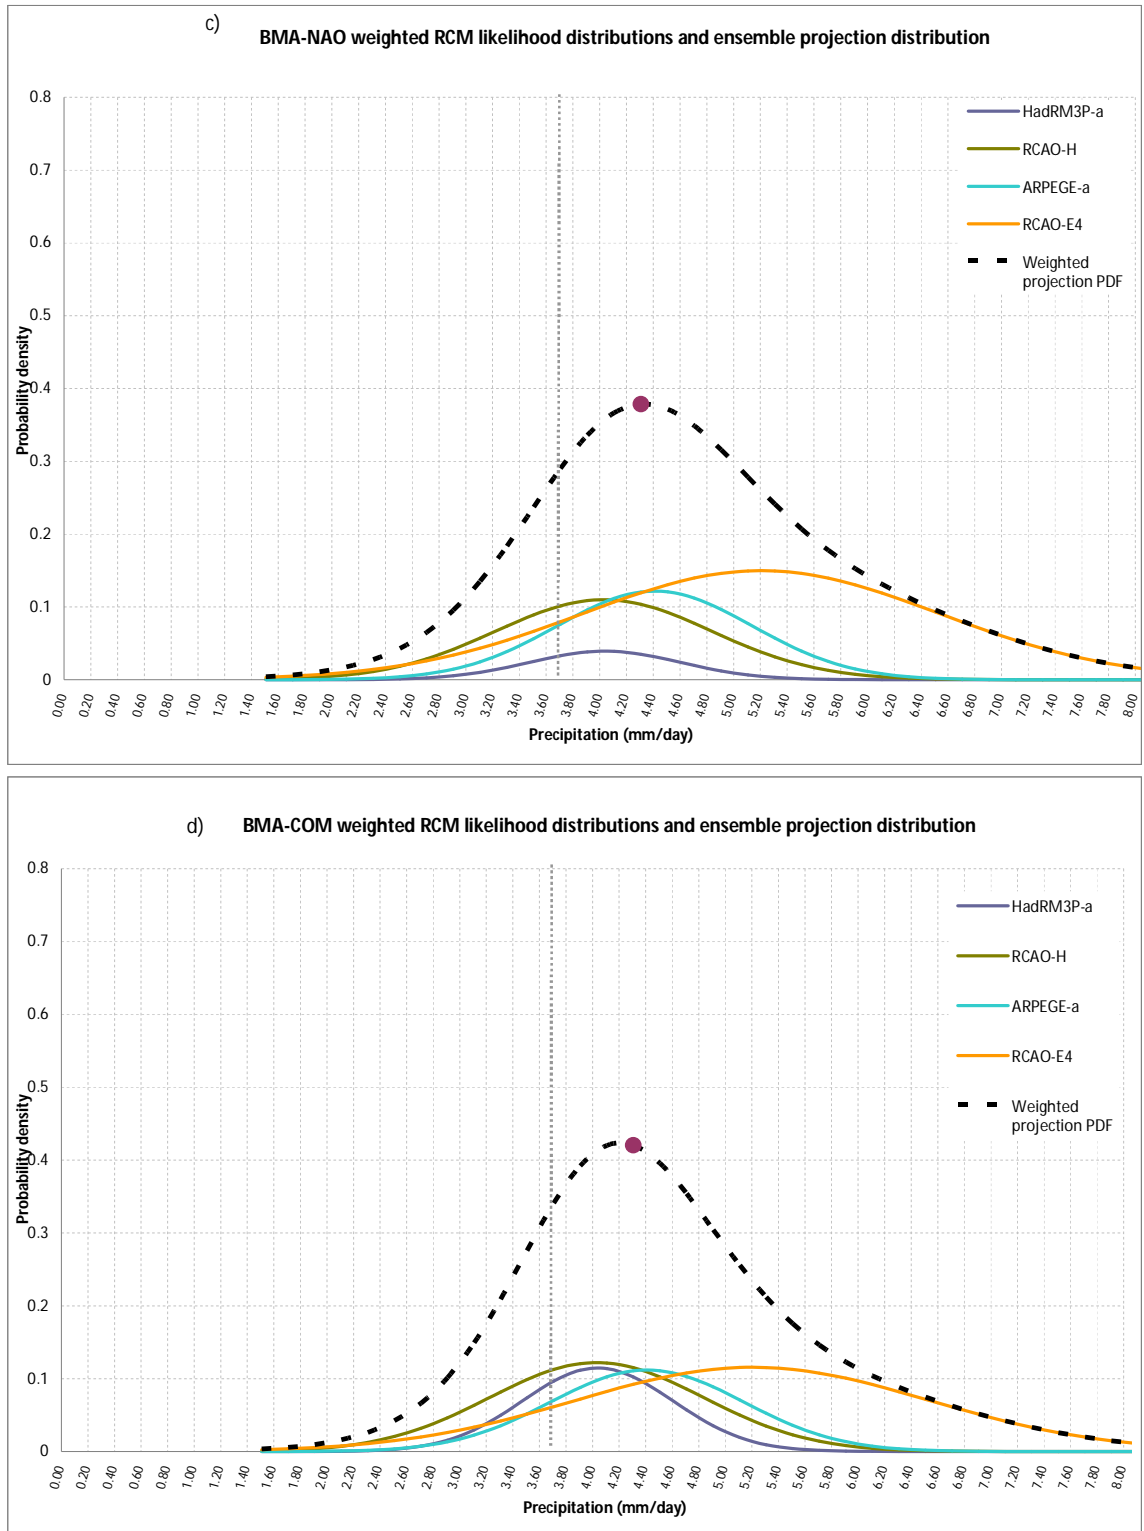 c)
BMA-NAO weighted RCM likelihood distributions and ensemble projection distribution
0.8
0.7
0.6
0.5
0.4
0.3
0.2
0.1
0
Probability density
HadRM3P-a
RCAO-H
ARPEGE-a
RCAO-E4
Weighted
projection PDF
0.00 0.20 0.40 0.60 0.80 1.00 1.20 1.40 1.60 1.80 2.00 2.20 2.40 2.60 2.80 3.00 3.20 3.40 3.60 3.80 4.00 4.20 4.40 4.60 4.80 5.00 5.20 5.40 5.60 5.80 6.00 6.20 6.40 6.60 6.80 7.00 7.20 7.40 7.60 7.80 8.00
Precipitation (mm/day)
d)
BMA-COM weighted RCM likelihood distributions and ensemble projection distribution
0.8
0.7
0.6
0.5
0.4
0.3
0.2
0.1
0
Probability density
HadRM3P-a
RCAO-H
ARPEGE-a
RCAO-E4
Weighted
projection PDF
0.00 0.20 0.40 0.60 0.80 1.00 1.20 1.40 1.60 1.80 2.00 2.20 2.40 2.60 2.80 3.00 3.20 3.40 3.60 3.80 4.00 4.20 4.40 4.60 4.80 5.00 5.20 5.40 5.60 5.80 6.00 6.20 6.40 6.60 6.80 7.00 7.20 7.40 7.60 7.80 8.00
Precipitation (mm/day)